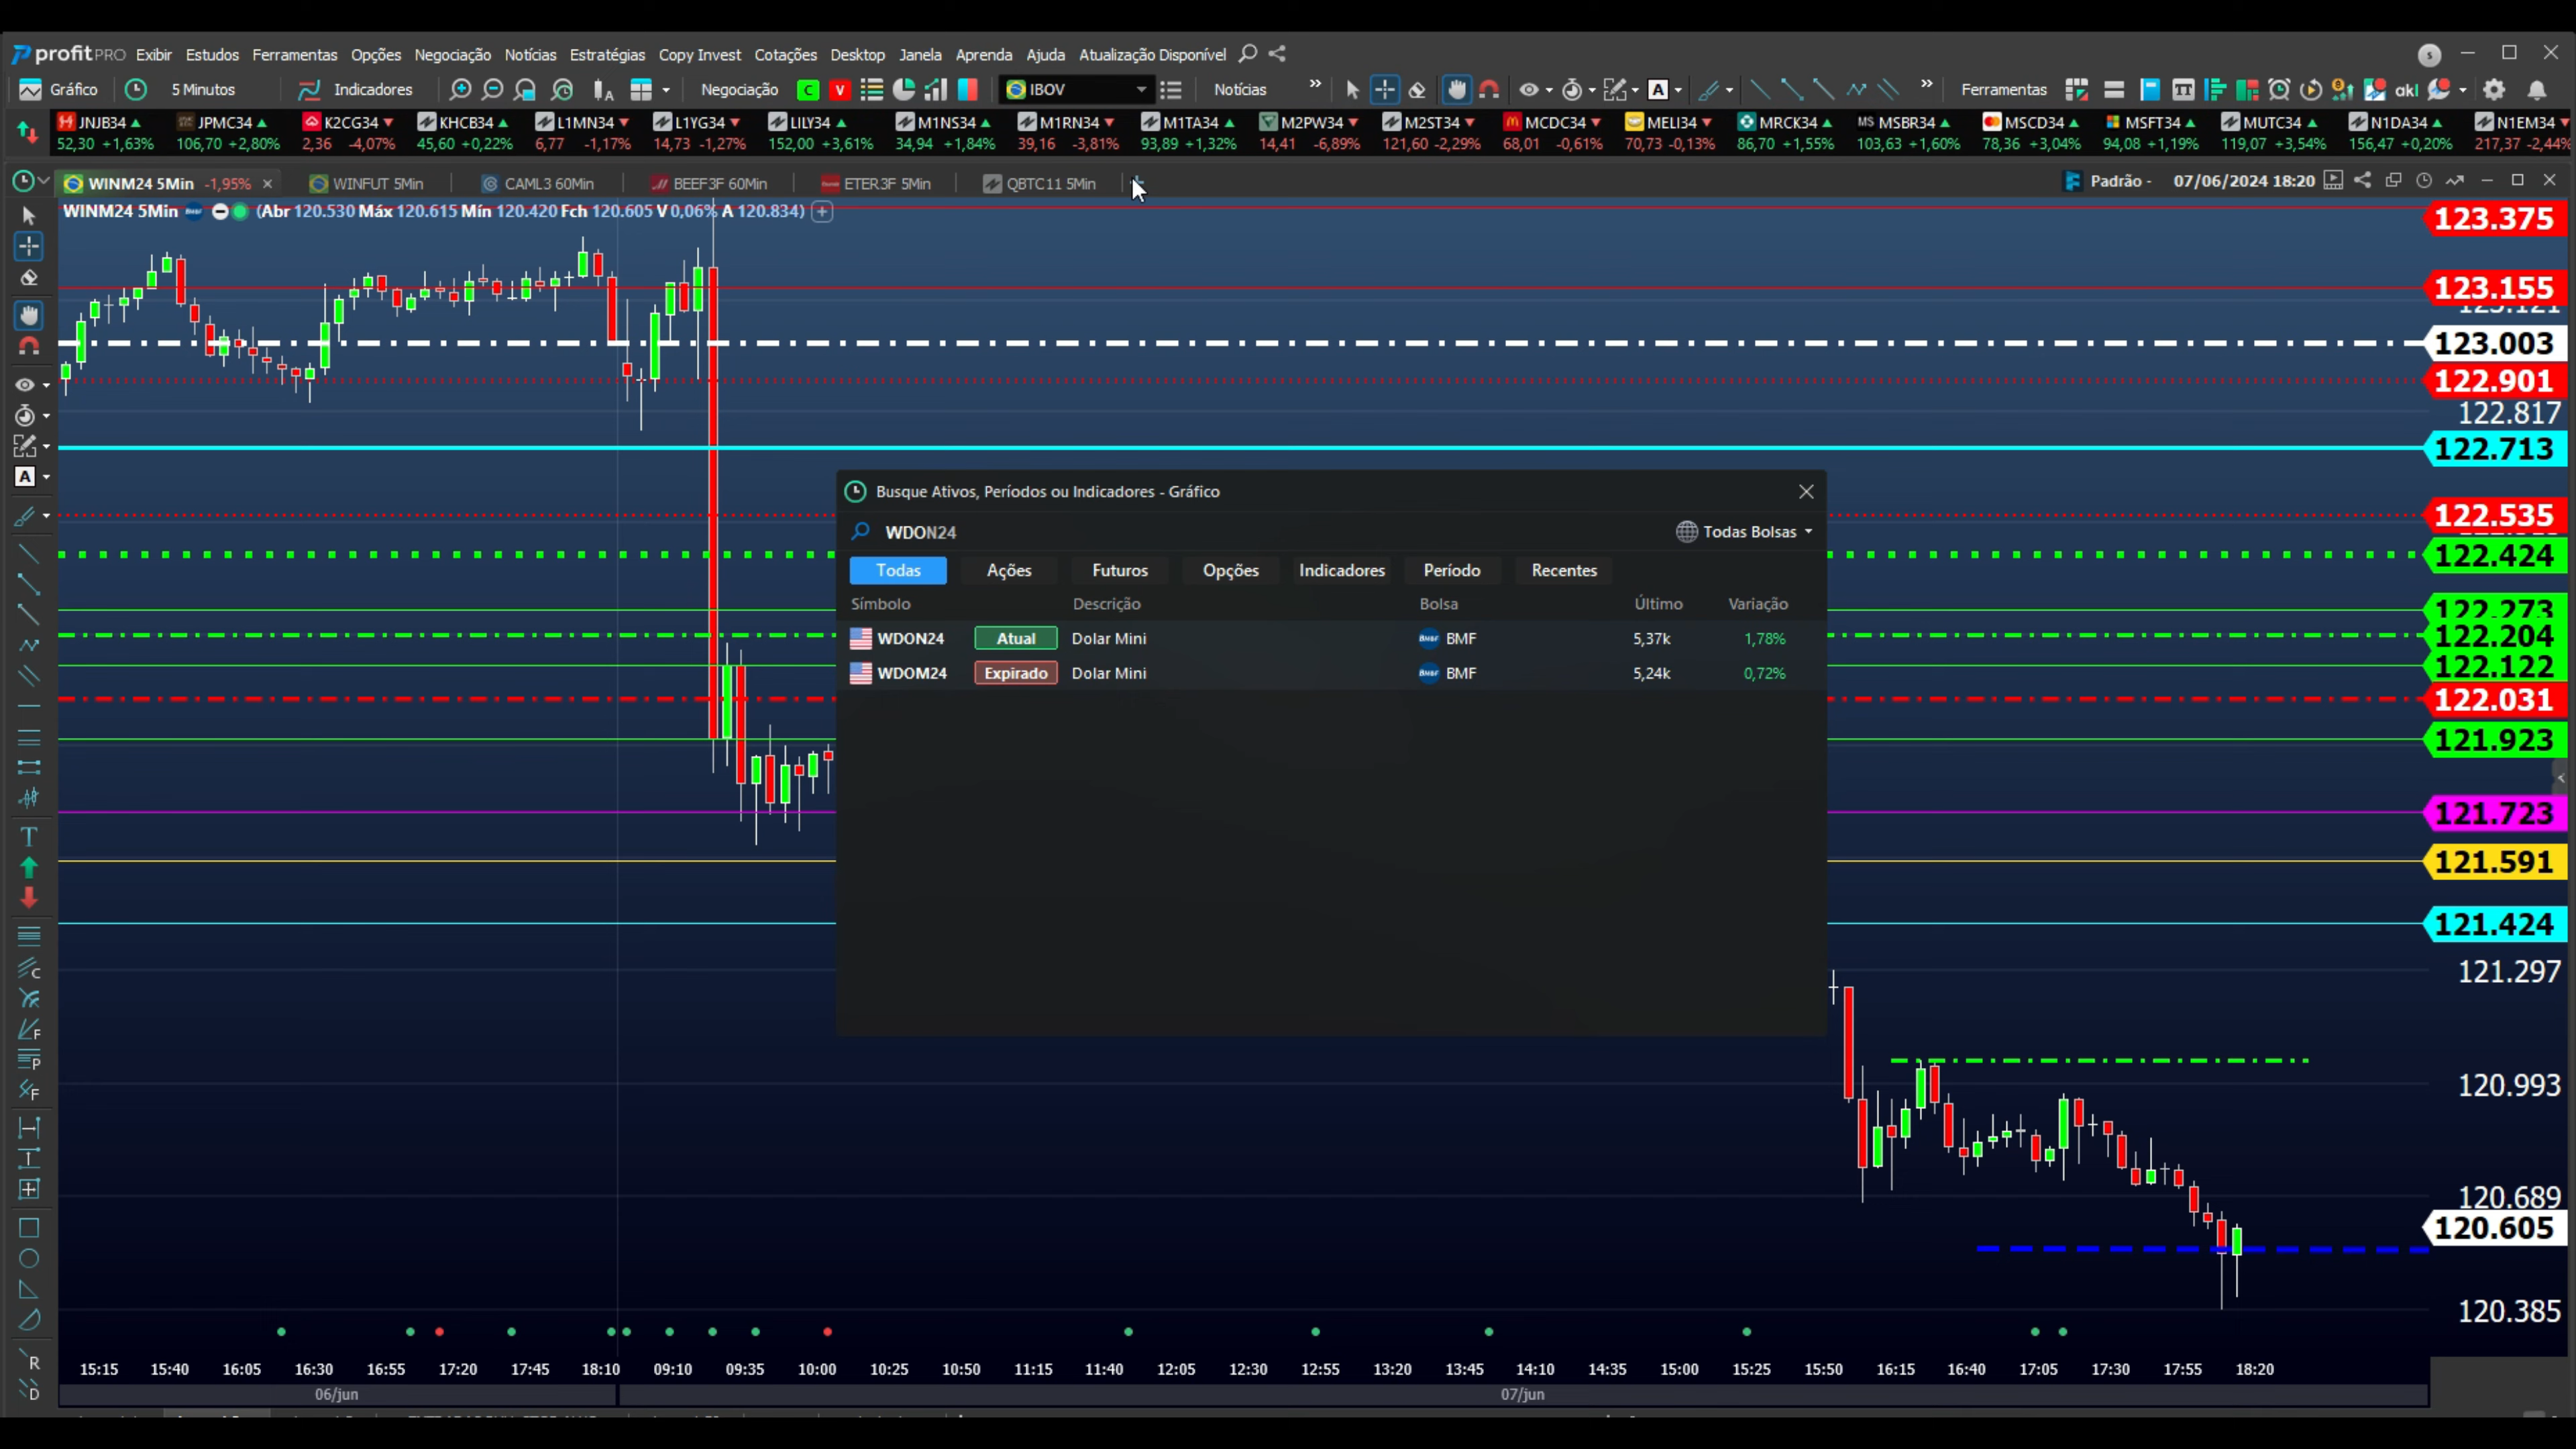 profitPRO Exibir Estudos Ferramentas Opções Negociação Notícias Estratégias Copy Invest Cotações Desktop Janela Aprenda Ajuda Atualização Disponível S
Gráfico 5 Minutos Indicadores Negociação C V IBOV Notícias » A » Ferramentas akl
JNJB34 JPMC34 K2CG34 KHCB34 L1MN34 L1YG34 LILY34 M1NS34 M1RN34 M1TA34 M2PW34 M2ST34 MCDC34 MELI34 MRCK34 MS MSBR34 MSCD34 MSFT34 MUTC34 N1DA34 N1EM34
52,30 +1,63% 106,70 +2,80% 2,36 -4,07% 45,60 +0,22% 6,77 -1,17% 14,73 -1,27% 152,00 +3,61% 34,94 +1,84% 39,16 -3,81% 93,89 +1,32% 14,41 -6,89% 121,60 -2,29% 68,01 -0,61% 70,73 -0,13% 86,70 +1,55% 103,63 +1,60% 78,36 +3,04% 94,08 +1,19% 119,07 +3,54% 156,47 +0,20% 217,37 -2,44%
WINM24 5Min -1,95% × WINFUT 5Min CAML3 60Min BEEF3F 60Min ETER3F 5Min QBTC11 5Min Padrão - 07/06/2024 18:20
WINM24 5Min (Abr 120.530 Máx 120.615 Mín 120.420 Fch 120.605 V 0,06% A 120.834) +
123.375
123.155
123.003
122.901
122.817
122.713
A
Busque Ativos, Períodos ou Indicadores - Gráfico
WDON24 Todas Bolsas
Todas Ações Futuros Opções Indicadores Período Recentes
Símbolo Descrição Bolsa Último Variação
WDON24 Atual Dolar Mini BMF 5,37k 1,78%
WDOM24 Expirado Dolar Mini BMF 5,24k 0,72%
122.535
122.424
122.273
122.204
122.122
122.031
121.923
121.723
121.591
121.424
121.297
120.993
120.689
120.605
120.385
T
C
F
P
F
R
D
15:15 15:40 16:05 16:30 16:55 17:20 17:45 18:10 09:10 09:35 10:00 10:25 10:50 11:15 11:40 12:05 12:30 12:55 13:20 13:45 14:10 14:35 15:00 15:25 15:50 16:15 16:40 17:05 17:30 17:55 18:20
06/jun 07/jun